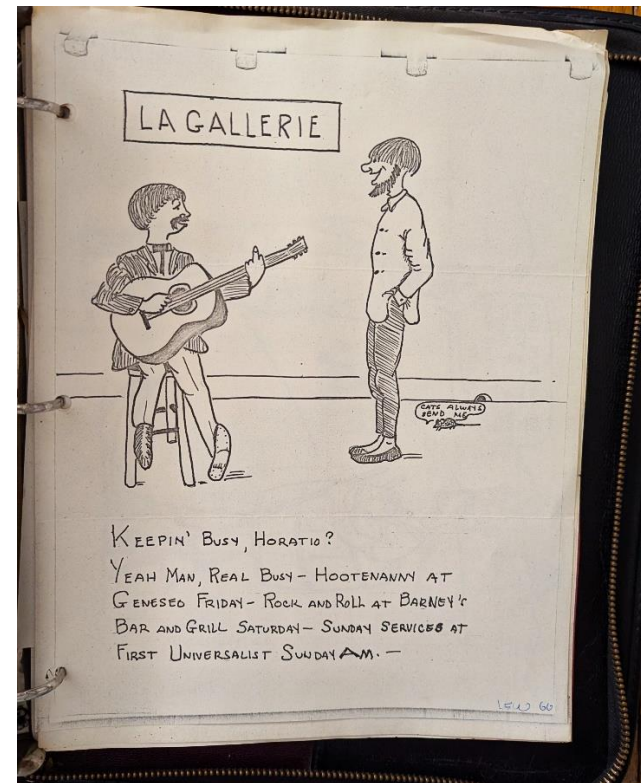 LA GALLERIE
CATS ALWAYS
SEND ME
KEEPIN' BUSY, HORATIO?
YEAH MAN, REAL BUSY - HOOTENANNY AT
GENESEO FRIDAY - ROCK AND ROLL AT BARNEY'S
BAR AND GRILL SATURDAY - SUNDAY SERVICES AT
FIRST UNIVERSALIST SUNDAY AM. -